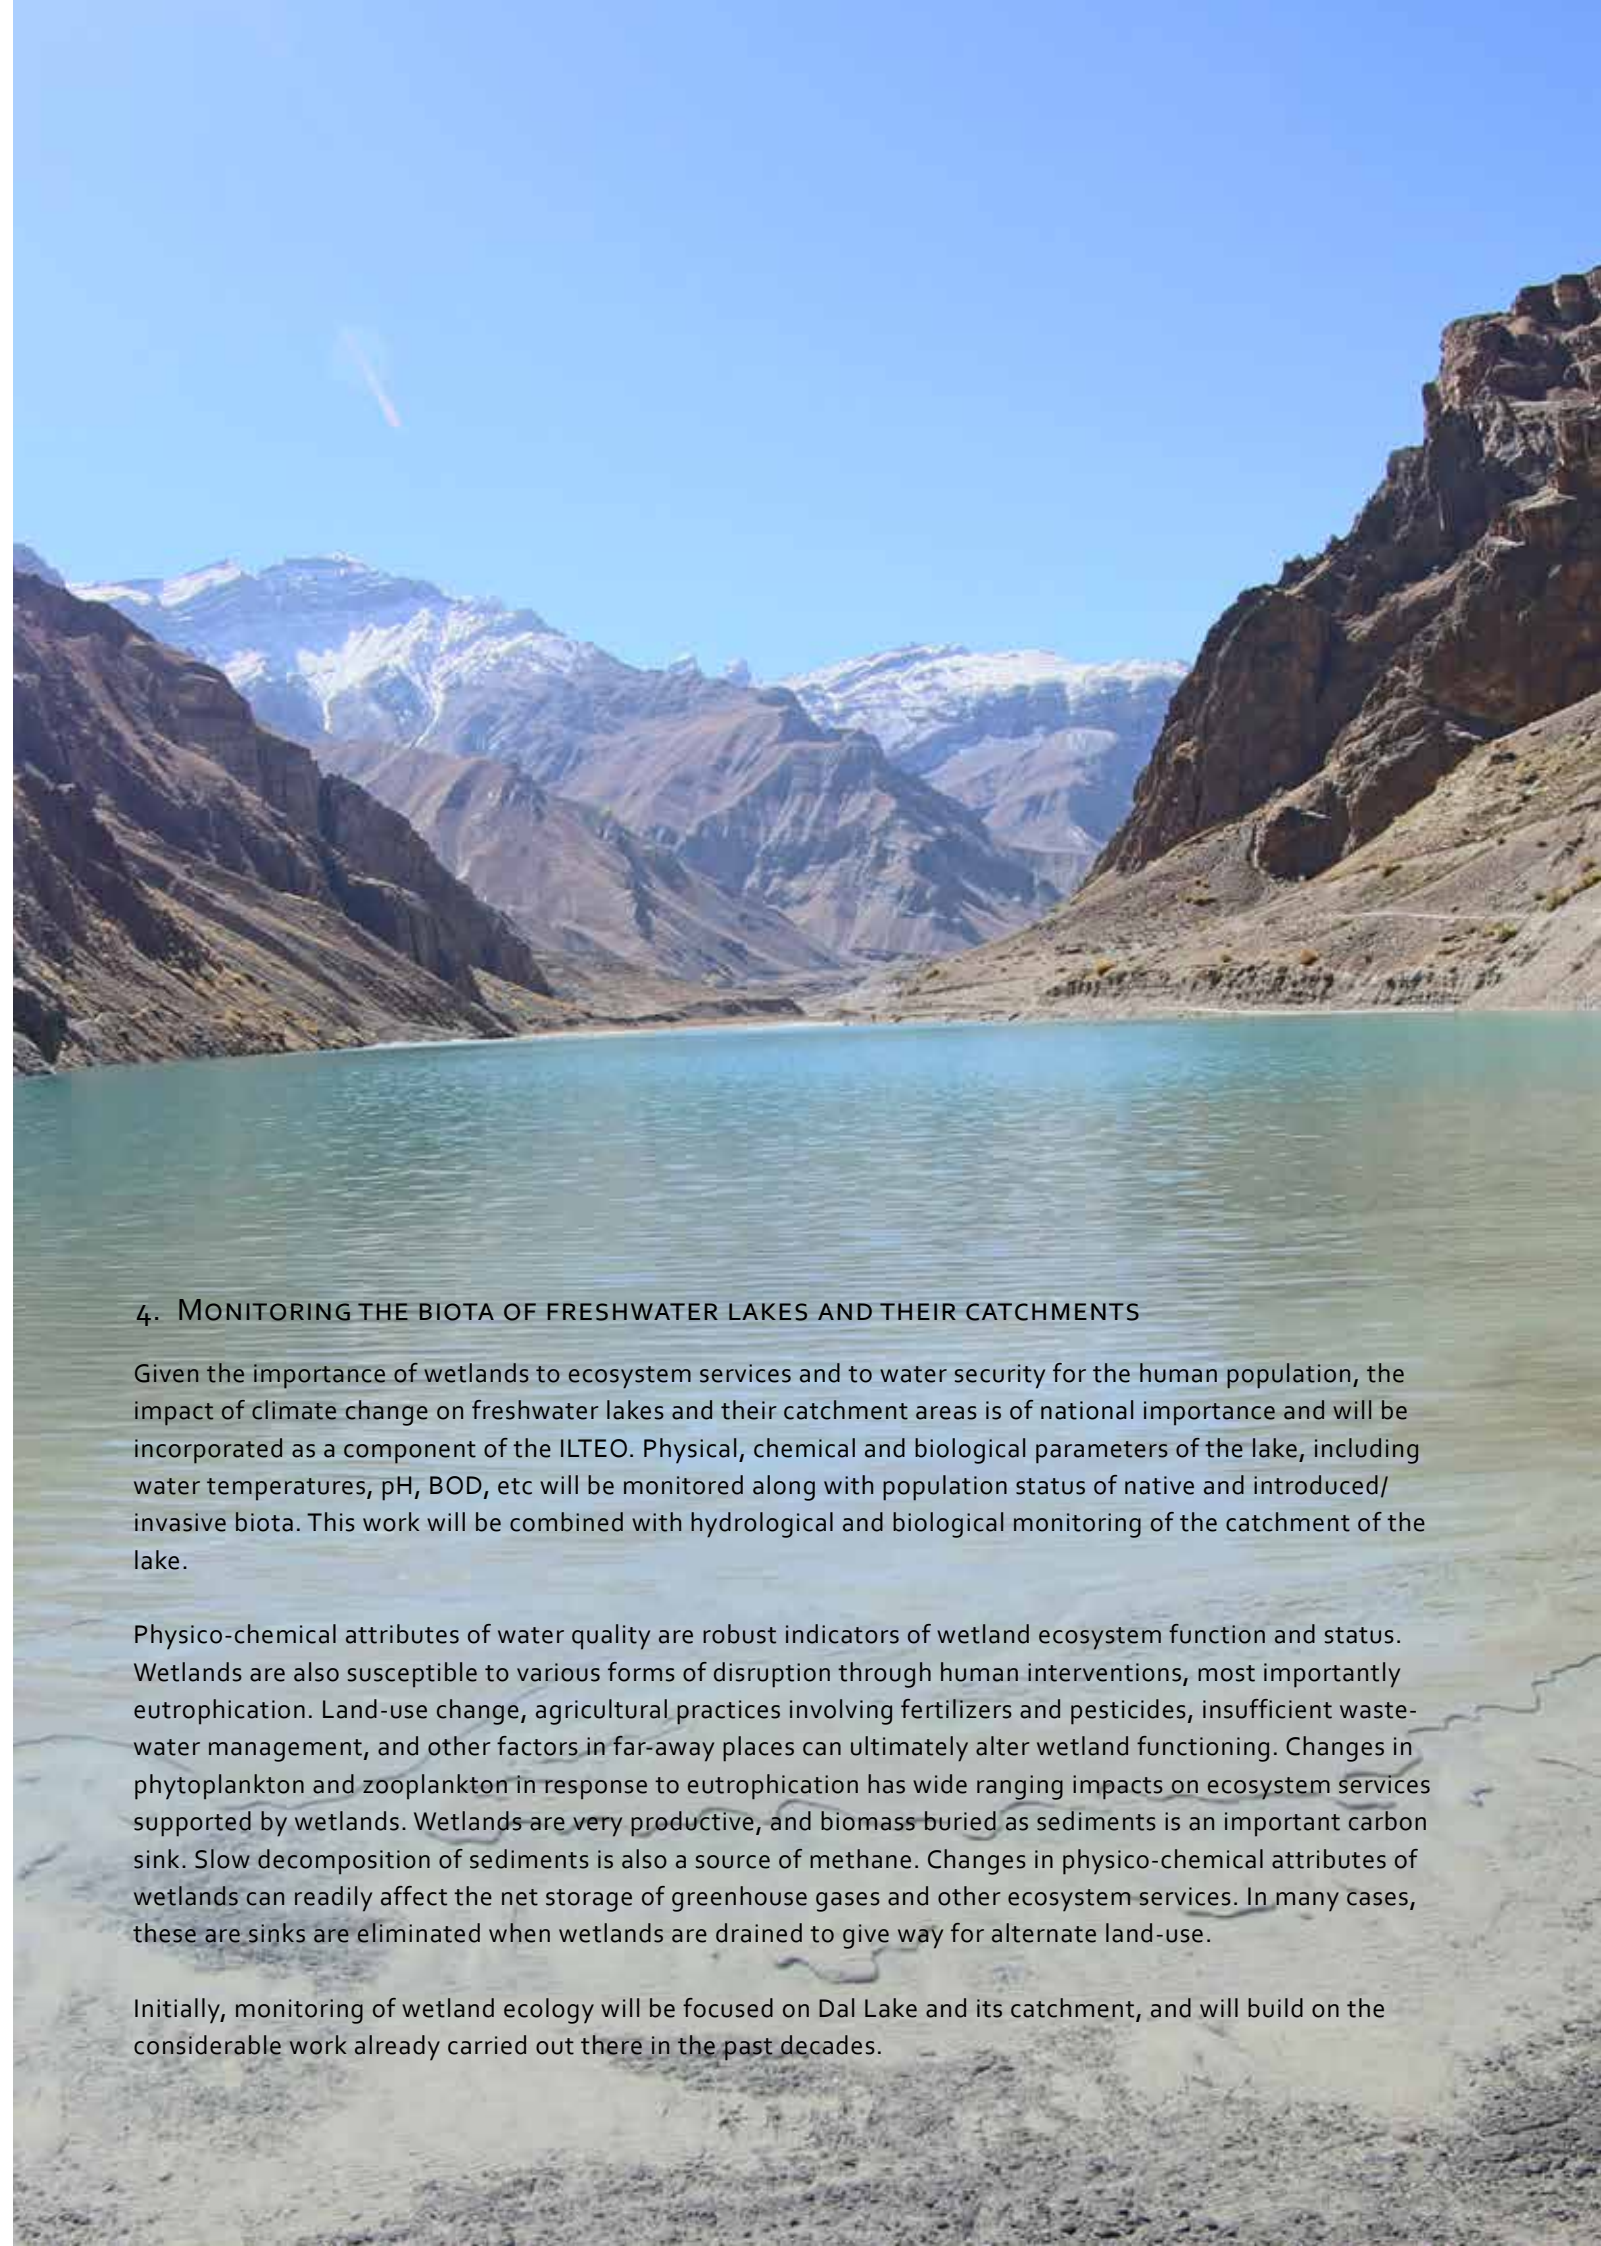 4. Monitoring the biota of freshwater lakes and their catchments
Given the importance of wetlands to ecosystem services and to water security for the human population, the
impact of climate change on freshwater lakes and their catchment areas is of national importance and will be
incorporated as a component of the ILTEO. Physical, chemical and biological parameters of the lake, including
water temperatures, pH, BOD, etc will be monitored along with population status of native and introduced/
invasive biota. This work will be combined with hydrological and biological monitoring of the catchment of the
lake.
Physico-chemical attributes of water quality are robust indicators of wetland ecosystem function and status.
Wetlands are also susceptible to various forms of disruption through human interventions, most importantly
eutrophication. Land-use change, agricultural practices involving fertilizers and pesticides, insufficient waste-
water management, and other factors in far-away places can ultimately alter wetland functioning. Changes in
phytoplankton and zooplankton in response to eutrophication has wide ranging impacts on ecosystem services
supported by wetlands. Wetlands are very productive, and biomass buried as sediments is an important carbon
sink. Slow decomposition of sediments is also a source of methane. Changes in physico-chemical attributes of
wetlands can readily affect the net storage of greenhouse gases and other ecosystem services. In many cases,
these are sinks are eliminated when wetlands are drained to give way for alternate land-use.
Initially, monitoring of wetland ecology will be focused on Dal Lake and its catchment, and will build on the
considerable work already carried out there in the past decades.